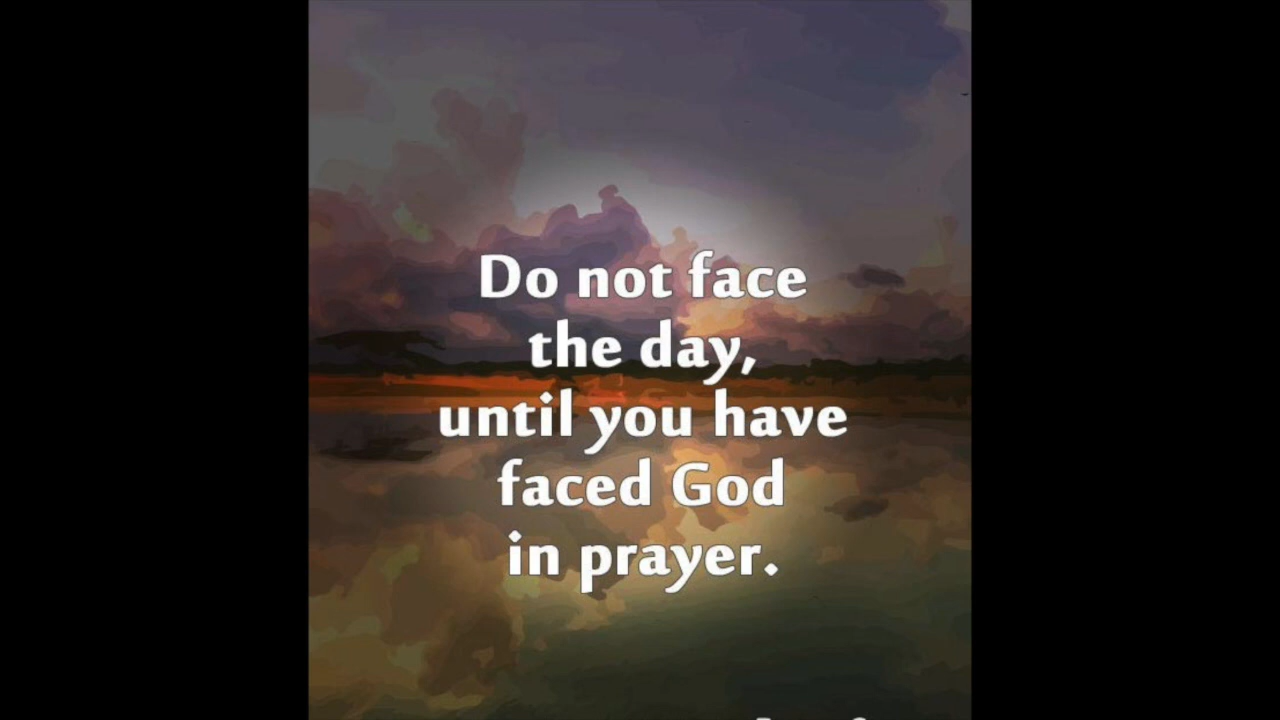 Do not face
the day,
until you have
faced God
in prayer.